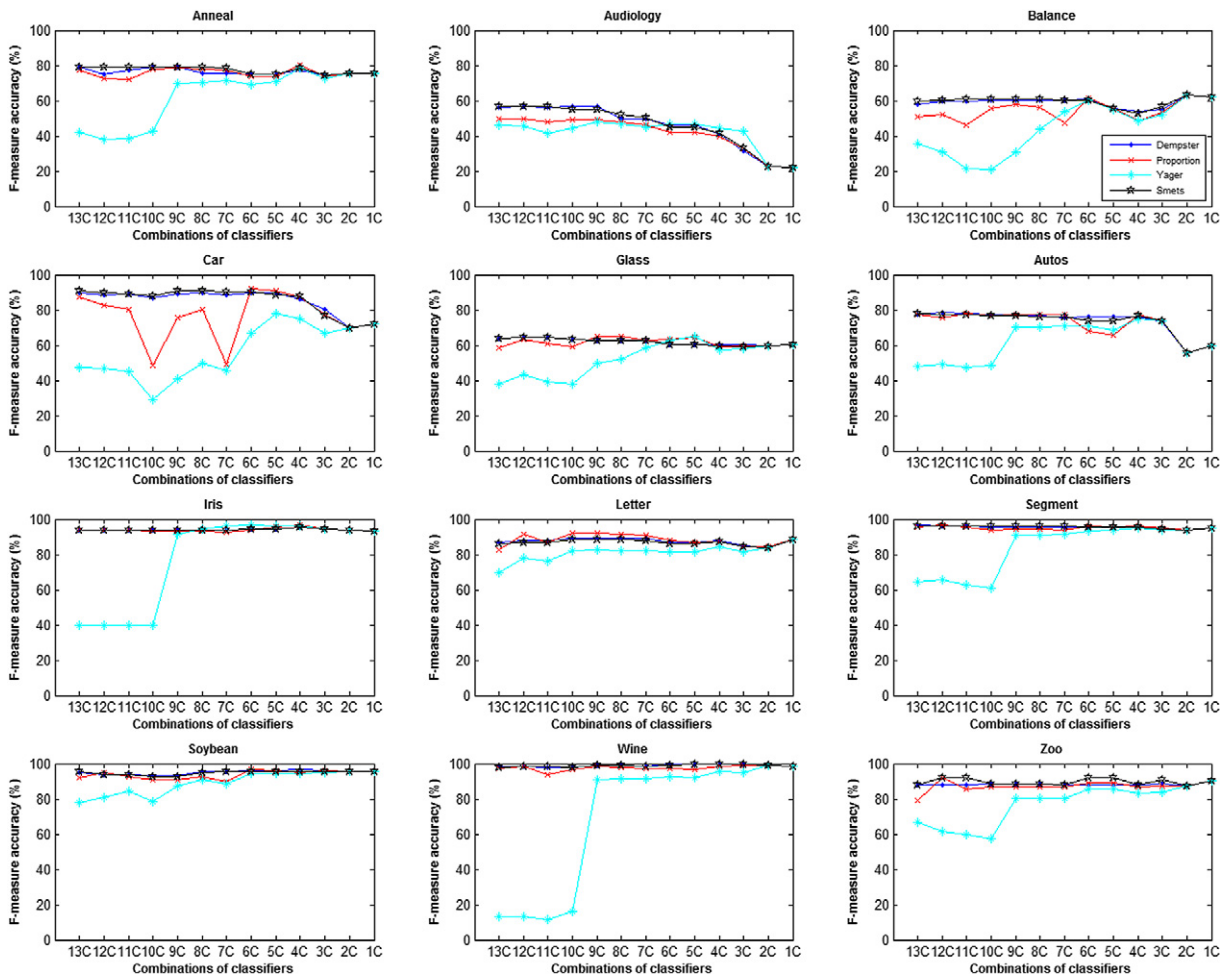 Anneal
100
80
60
40
20
0
F-measure accuracy (%)
13C 12C 11C 10C 9C 8C 7C 6C 5C 4C 3C 2C 1C
Combinations of classifiers
Audiology
100
80
60
40
20
0
F-measure accuracy (%)
13C 12C 11C 10C 9C 8C 7C 6C 5C 4C 3C 2C 1C
Combinations of classifiers
Balance
100
80
60
40
20
0
F-measure accuracy (%)
Dempster
Proportion
Yager
Smets
13C 12C 11C 10C 9C 8C 7C 6C 5C 4C 3C 2C 1C
Combinations of classifiers
Car
100
80
60
40
20
0
F-measure accuracy (%)
13C 12C 11C 10C 9C 8C 7C 6C 5C 4C 3C 2C 1C
Combinations of classifiers
Glass
100
80
60
40
20
0
F-measure accuracy (%)
13C 12C 11C 10C 9C 8C 7C 6C 5C 4C 3C 2C 1C
Combinations of classifiers
Autos
100
80
60
40
20
0
F-measure accuracy (%)
13C 12C 11C 10C 9C 8C 7C 6C 5C 4C 3C 2C 1C
Combinations of classifiers
Iris
100
80
60
40
20
0
F-measure accuracy (%)
13C 12C 11C 10C 9C 8C 7C 6C 5C 4C 3C 2C 1C
Combinations of classifiers
Letter
100
80
60
40
20
0
F-measure accuracy (%)
13C 12C 11C 10C 9C 8C 7C 6C 5C 4C 3C 2C 1C
Combinations of classifiers
Segment
100
80
60
40
20
0
F-measure accuracy (%)
13C 12C 11C 10C 9C 8C 7C 6C 5C 4C 3C 2C 1C
Combinations of classifiers
Soybean
100
80
60
40
20
0
F-measure accuracy (%)
13C 12C 11C 10C 9C 8C 7C 6C 5C 4C 3C 2C 1C
Combinations of classifiers
Wine
100
80
60
40
20
0
F-measure accuracy (%)
13C 12C 11C 10C 9C 8C 7C 6C 5C 4C 3C 2C 1C
Combinations of classifiers
Zoo
100
80
60
40
20
0
F-measure accuracy (%)
13C 12C 11C 10C 9C 8C 7C 6C 5C 4C 3C 2C 1C
Combinations of classifiers